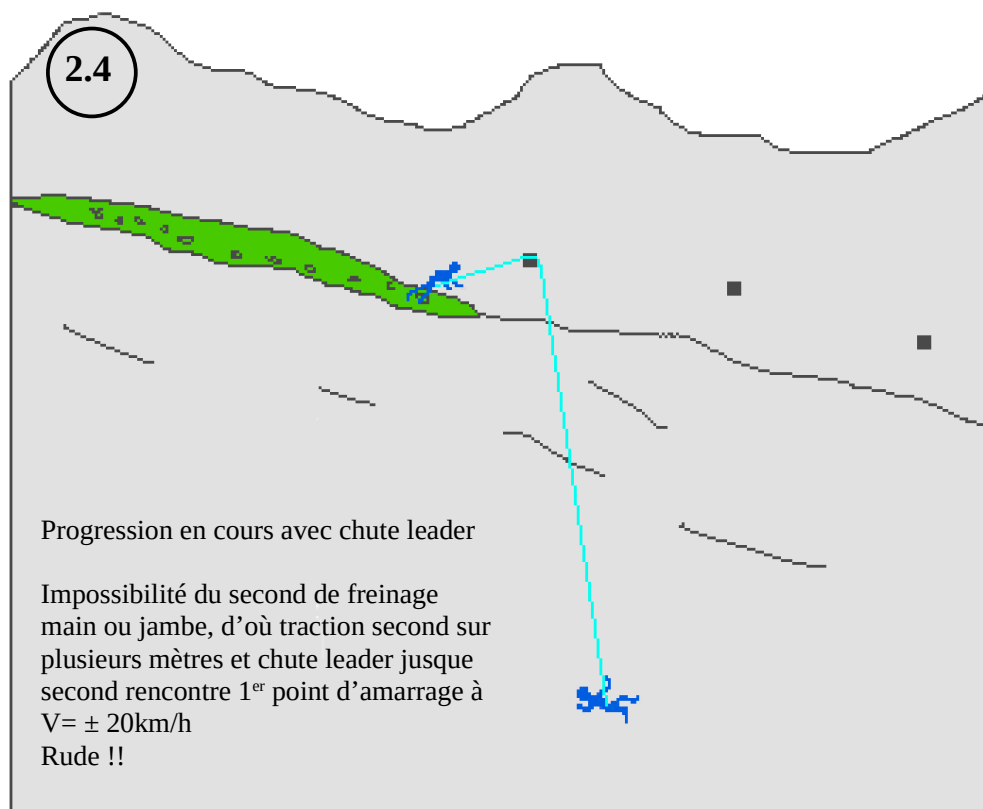 2.4
Progression en cours avec chute leader
Impossibilité du second de freinage
main ou jambe, d’où traction second sur
plusieurs mètres et chute leader jusque
second rencontre 1er point d’amarrage à
V= ± 20km/h
Rude !!